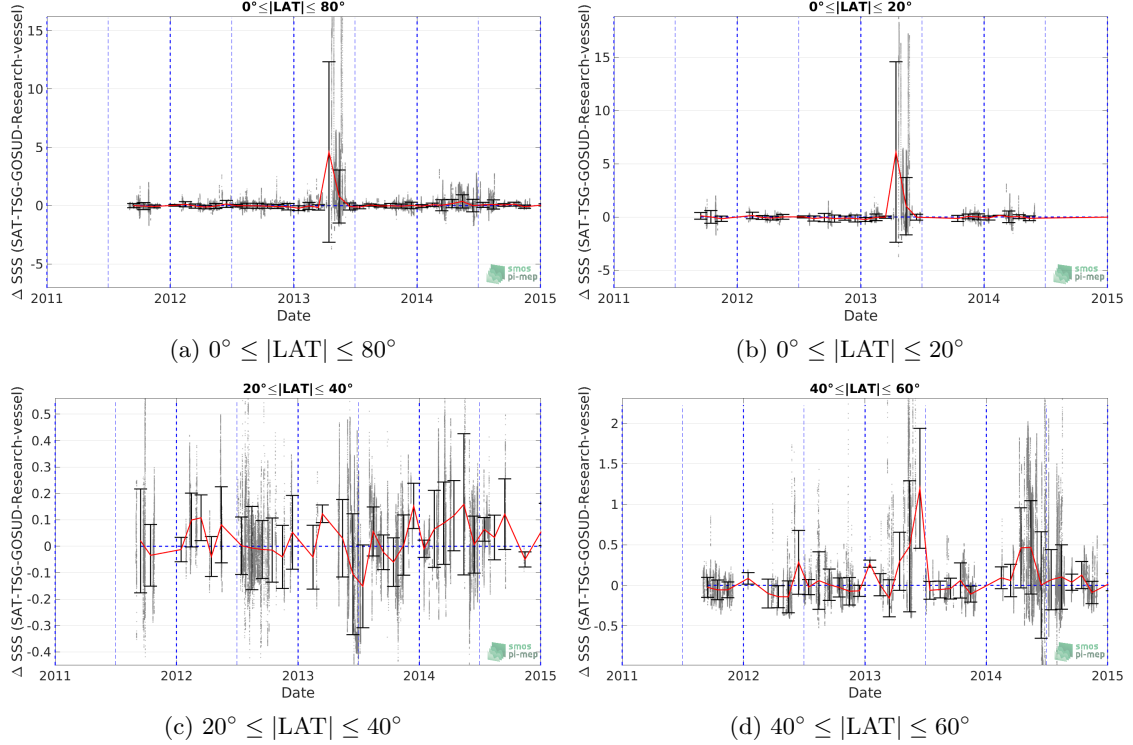 0°≤|LAT|≤ 80°
Δ SSS (SAT-TSG-GOSUD-Research-vessel)
15
10
5
0
-5
2011 2012 2013 2014 2015
Date
smos
pi-mep
(a) 0° ≤ |LAT| ≤ 80°
0°≤|LAT|≤ 20°
Δ SSS (SAT-TSG-GOSUD-Research-vessel)
15
10
5
0
-5
2011 2012 2013 2014 2015
Date
smos
pi-mep
(b) 0° ≤ |LAT| ≤ 20°
20°≤|LAT|≤ 40°
Δ SSS (SAT-TSG-GOSUD-Research-vessel)
0.5
0.4
0.3
0.2
0.1
0
-0.1
-0.2
-0.3
-0.4
2011 2012 2013 2014 2015
Date
smos
pi-mep
(c) 20° ≤ |LAT| ≤ 40°
40°≤|LAT|≤ 60°
Δ SSS (SAT-TSG-GOSUD-Research-vessel)
2
1.5
1
0.5
0
-0.5
2011 2012 2013 2014 2015
Date
smos
pi-mep
(d) 40° ≤ |LAT| ≤ 60°